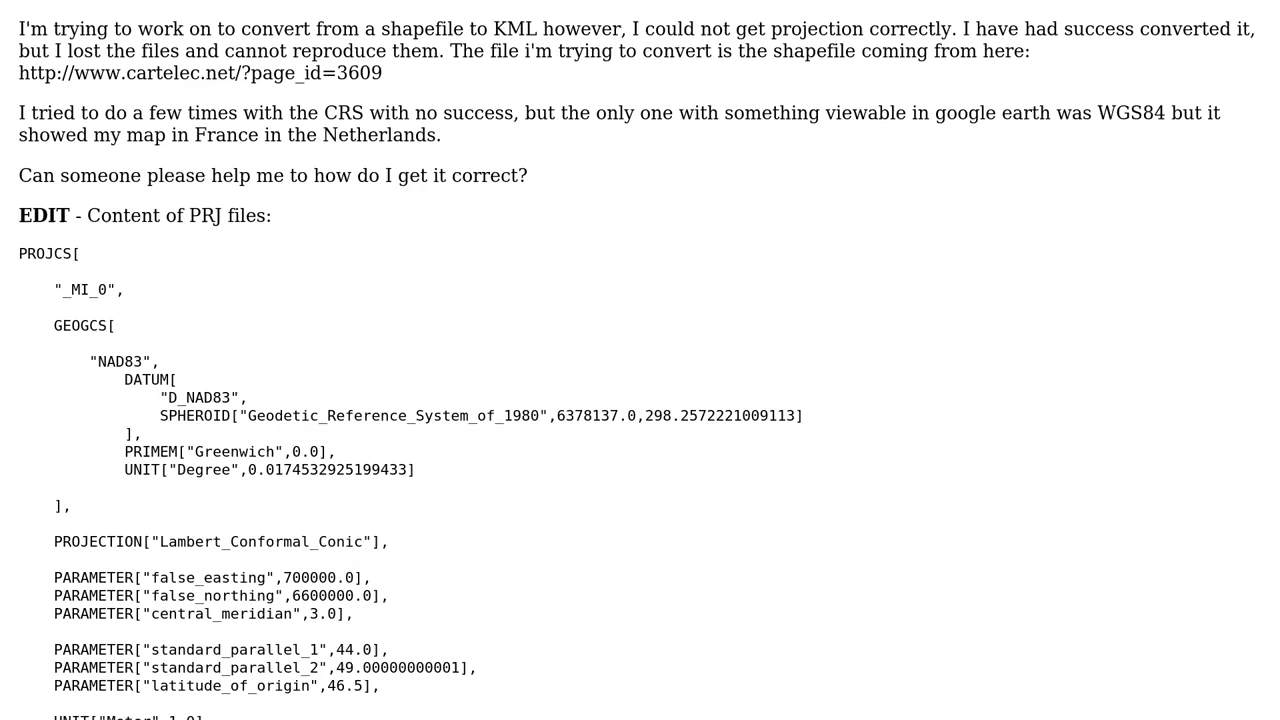 I'm trying to work on to convert from a shapefile to KML however, I could not get projection correctly. I have had success converted it,
but I lost the files and cannot reproduce them. The file i'm trying to convert is the shapefile coming from here:
http://www.cartelec.net/?page_id=3609
I tried to do a few times with the CRS with no success, but the only one with something viewable in google earth was WGS84 but it
showed my map in France in the Netherlands.
Can someone please help me to how do I get it correct?
EDIT - Content of PRJ files:
PROJCS[
"_MI_0",
GEOGCS[
"NAD83",
DATUM[
"D_NAD83",
SPHEROID["Geodetic_Reference_System_of_1980",6378137.0,298.2572221009113]
],
PRIMEM["Greenwich",0.0],
UNIT["Degree",0.0174532925199433]
],
PROJECTION["Lambert_Conformal_Conic"],
PARAMETER["false_easting",700000.0],
PARAMETER["false_northing",6600000.0],
PARAMETER["central_meridian",3.0],
PARAMETER["standard_parallel_1",44.0],
PARAMETER["standard_parallel_2",49.00000000001],
PARAMETER["latitude_of_origin",46.5],
UNIT["Meter",1.0]